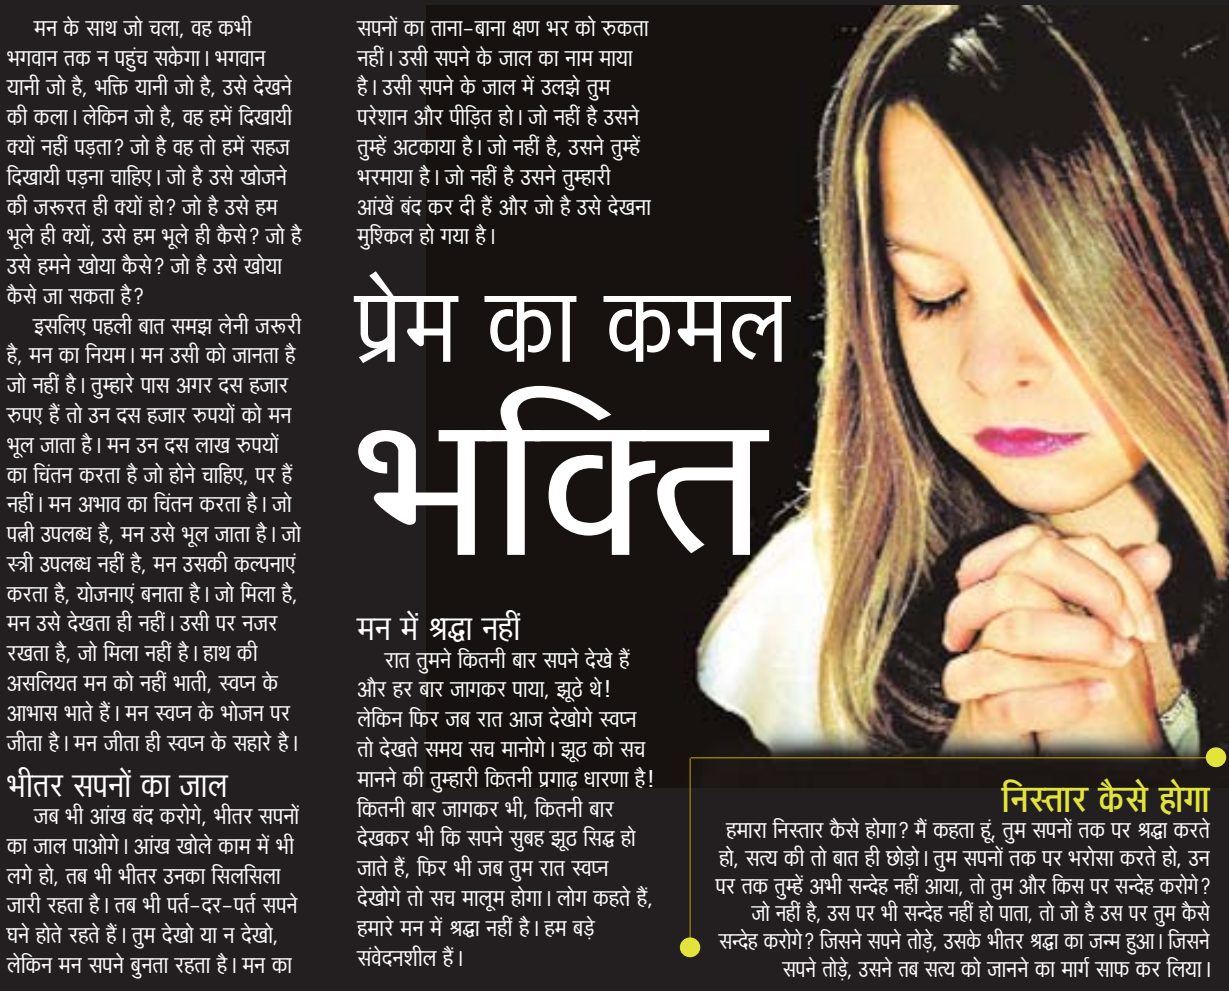 मन के साथ जो चला, वह कभी
भगवान तक न पहुंच सकेगा। भगवान
यानी जो है, भक्ति यानी जो है, उसे देखने
की कला। लेकिन जो है, वह हमें दिखायी
क्यों नहीं पड़ता? जो है वह तो हमें सहज
दिखायी पड़ना चाहिए। जो है उसे खोजने
की जरूरत ही क्यों हो? जो है उसे हम
भूले ही क्यों, उसे हम भूले ही कैसे? जो है
उसे हमने खोया कैसे? जो है उसे खोया
कैसे जा सकता है?
इसलिए पहली बात समझ लेनी जरूरी
है, मन का नियम। मन उसी को जानता है
जो नहीं है। तुम्हारे पास अगर दस हजार
रुपए हैं तो उन दस हजार रुपयों को मन
भूल जाता है। मन उन दस लाख रुपयों
का चिंतन करता है जो होने चाहिए, पर हैं
नहीं। मन अभाव का चिंतन करता है। जो
पत्नी उपलब्ध है, मन उसे भूल जाता है। जो
स्त्री उपलब्ध नहीं है, मन उसकी कल्पनाएं
करता है, योजनाएं बनाता है। जो मिला है,
मन उसे देखता ही नहीं। उसी पर नजर
रखता है, जो मिला नहीं है। हाथ की
असलियत मन को नहीं भाती, स्वप्न के
आभास भाते हैं। मन स्वप्न के भोजन पर
जीता है। मन जीता ही स्वप्न के सहारे है।
भीतर सपनों का जाल
जब भी आंख बंद करोगे, भीतर सपनों
का जाल पाओगे। आंख खोले काम में भी
लगे हो, तब भी भीतर उनका सिलसिला
जारी रहता है। तब भी पर्त-दर-पर्त सपने
घने होते रहते हैं। तुम देखो या न देखो,
लेकिन मन सपने बुनता रहता है। मन का
सपनों का ताना-बाना क्षण भर को रुकता
नहीं। उसी सपने के जाल का नाम माया
है। उसी सपने के जाल में उलझे तुम
परेशान और पीड़ित हो। जो नहीं है उसने
तुम्हें अटकाया है। जो नहीं है, उसने तुम्हें
भरमाया है। जो नहीं है उसने तुम्हारी
आंखें बंद कर दी हैं और जो है उसे देखना
मुश्किल हो गया है।
प्रेम का कमल
भक्ति
मन में श्रद्धा नहीं
रात तुमने कितनी बार सपने देखे हैं
और हर बार जागकर पाया, झूठे थे!
लेकिन फिर जब रात आज देखोगे स्वप्न
तो देखते समय सच मानोगे। झूठ को सच
मानने की तुम्हारी कितनी प्रगाढ़ धारणा है!
कितनी बार जागकर भी, कितनी बार
देखकर भी कि सपने सुबह झूठ सिद्ध हो
जाते हैं, फिर भी जब तुम रात स्वप्न
देखोगे तो सच मालूम होगा। लोग कहते हैं,
हमारे मन में श्रद्धा नहीं है। हम बड़े
संवेदनशील हैं।
निस्तार कैसे होगा
हमारा निस्तार कैसे होगा? मैं कहता हूं, तुम सपनों तक पर श्रद्धा करते
हो, सत्य की तो बात ही छोड़ो। तुम सपनों तक पर भरोसा करते हो, उन
पर तक तुम्हें अभी सन्देह नहीं आया, तो तुम और किस पर सन्देह करोगे?
जो नहीं है, उस पर भी सन्देह नहीं हो पाता, तो जो है उस पर तुम कैसे
सन्देह करोगे? जिसने सपने तोड़े, उसके भीतर श्रद्धा का जन्म हुआ। जिसने
सपने तोड़े, उसने तब सत्य को जानने का मार्ग साफ कर लिया।